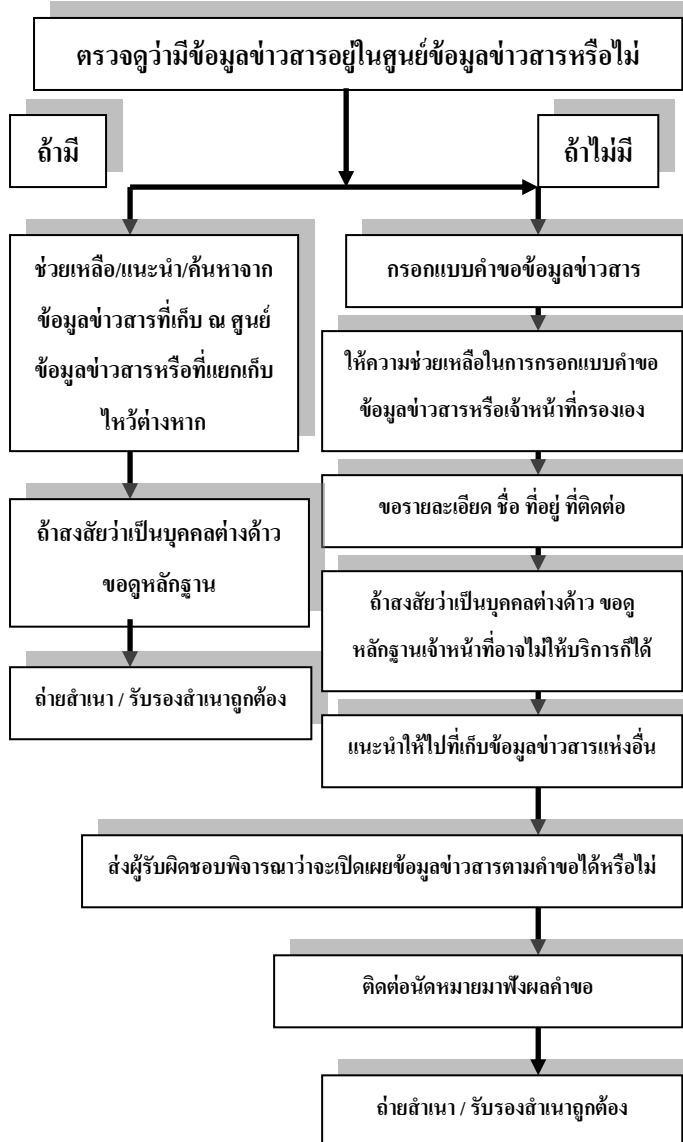 ตรวจดูว่ามีข้อมูลข่าวสารอยู่ในศูนย์ข้อมูลข่าวสารหรือไม่
ถ้ามี
ถ้าไม่มี
ช่วยเหลือ/แนะนำ/ค้นหาจาก
ข้อมูลข่าวสารที่เก็บ ณ ศูนย์
ข้อมูลข่าวสารหรือที่แยกเก็บ
ไหว้ต่างหาก
ถ้าสงสัยว่าเป็นบุคคลต่างด้าว
ขอดูหลักฐาน
ถ่ายสำเนา / รับรองสำเนาถูกต้อง
กรอกแบบคำขอข้อมูลข่าวสาร
ให้ความช่วยเหลือในการกรอกแบบคำขอ
ข้อมูลข่าวสารหรือเจ้าหน้าที่กรองเอง
ขอรายละเอียด ชื่อ ที่อยู่ ที่ติดต่อ
ถ้าสงสัยว่าเป็นบุคคลต่างด้าว ขอดู
หลักฐานเจ้าหน้าที่อาจไม่ให้บริการก็ได้
แนะนำให้ไปที่เก็บข้อมูลข่าวสารแห่งอื่น
ส่งผู้รับผิดชอบพิจารณาว่าจะเปิดเผยข้อมูลข่าวสารตามคำขอได้หรือไม่
ติดต่อนัดหมายมาฟังผลคำขอ
ถ่ายสำเนา / รับรองสำเนาถูกต้อง